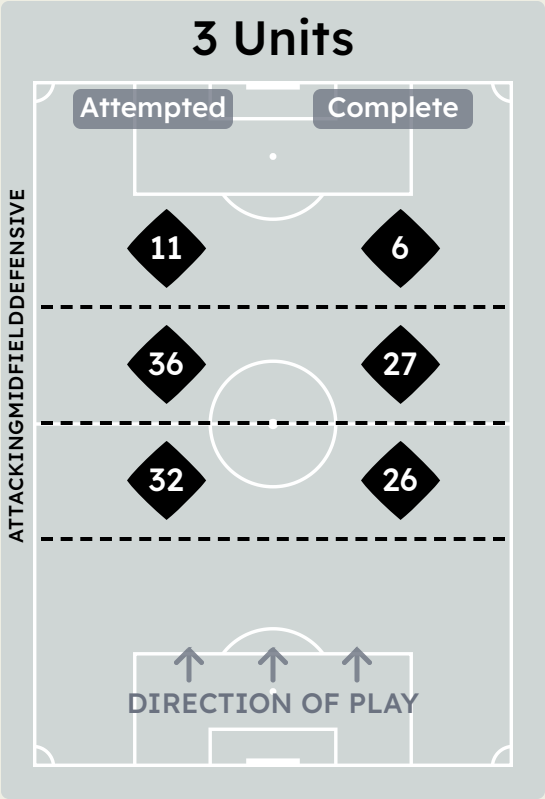 3 Units
Attempted
Complete
ATTACKINGMIDFIELDDEFENSIVE
11
6
36
27
32
26
DIRECTION OF PLAY